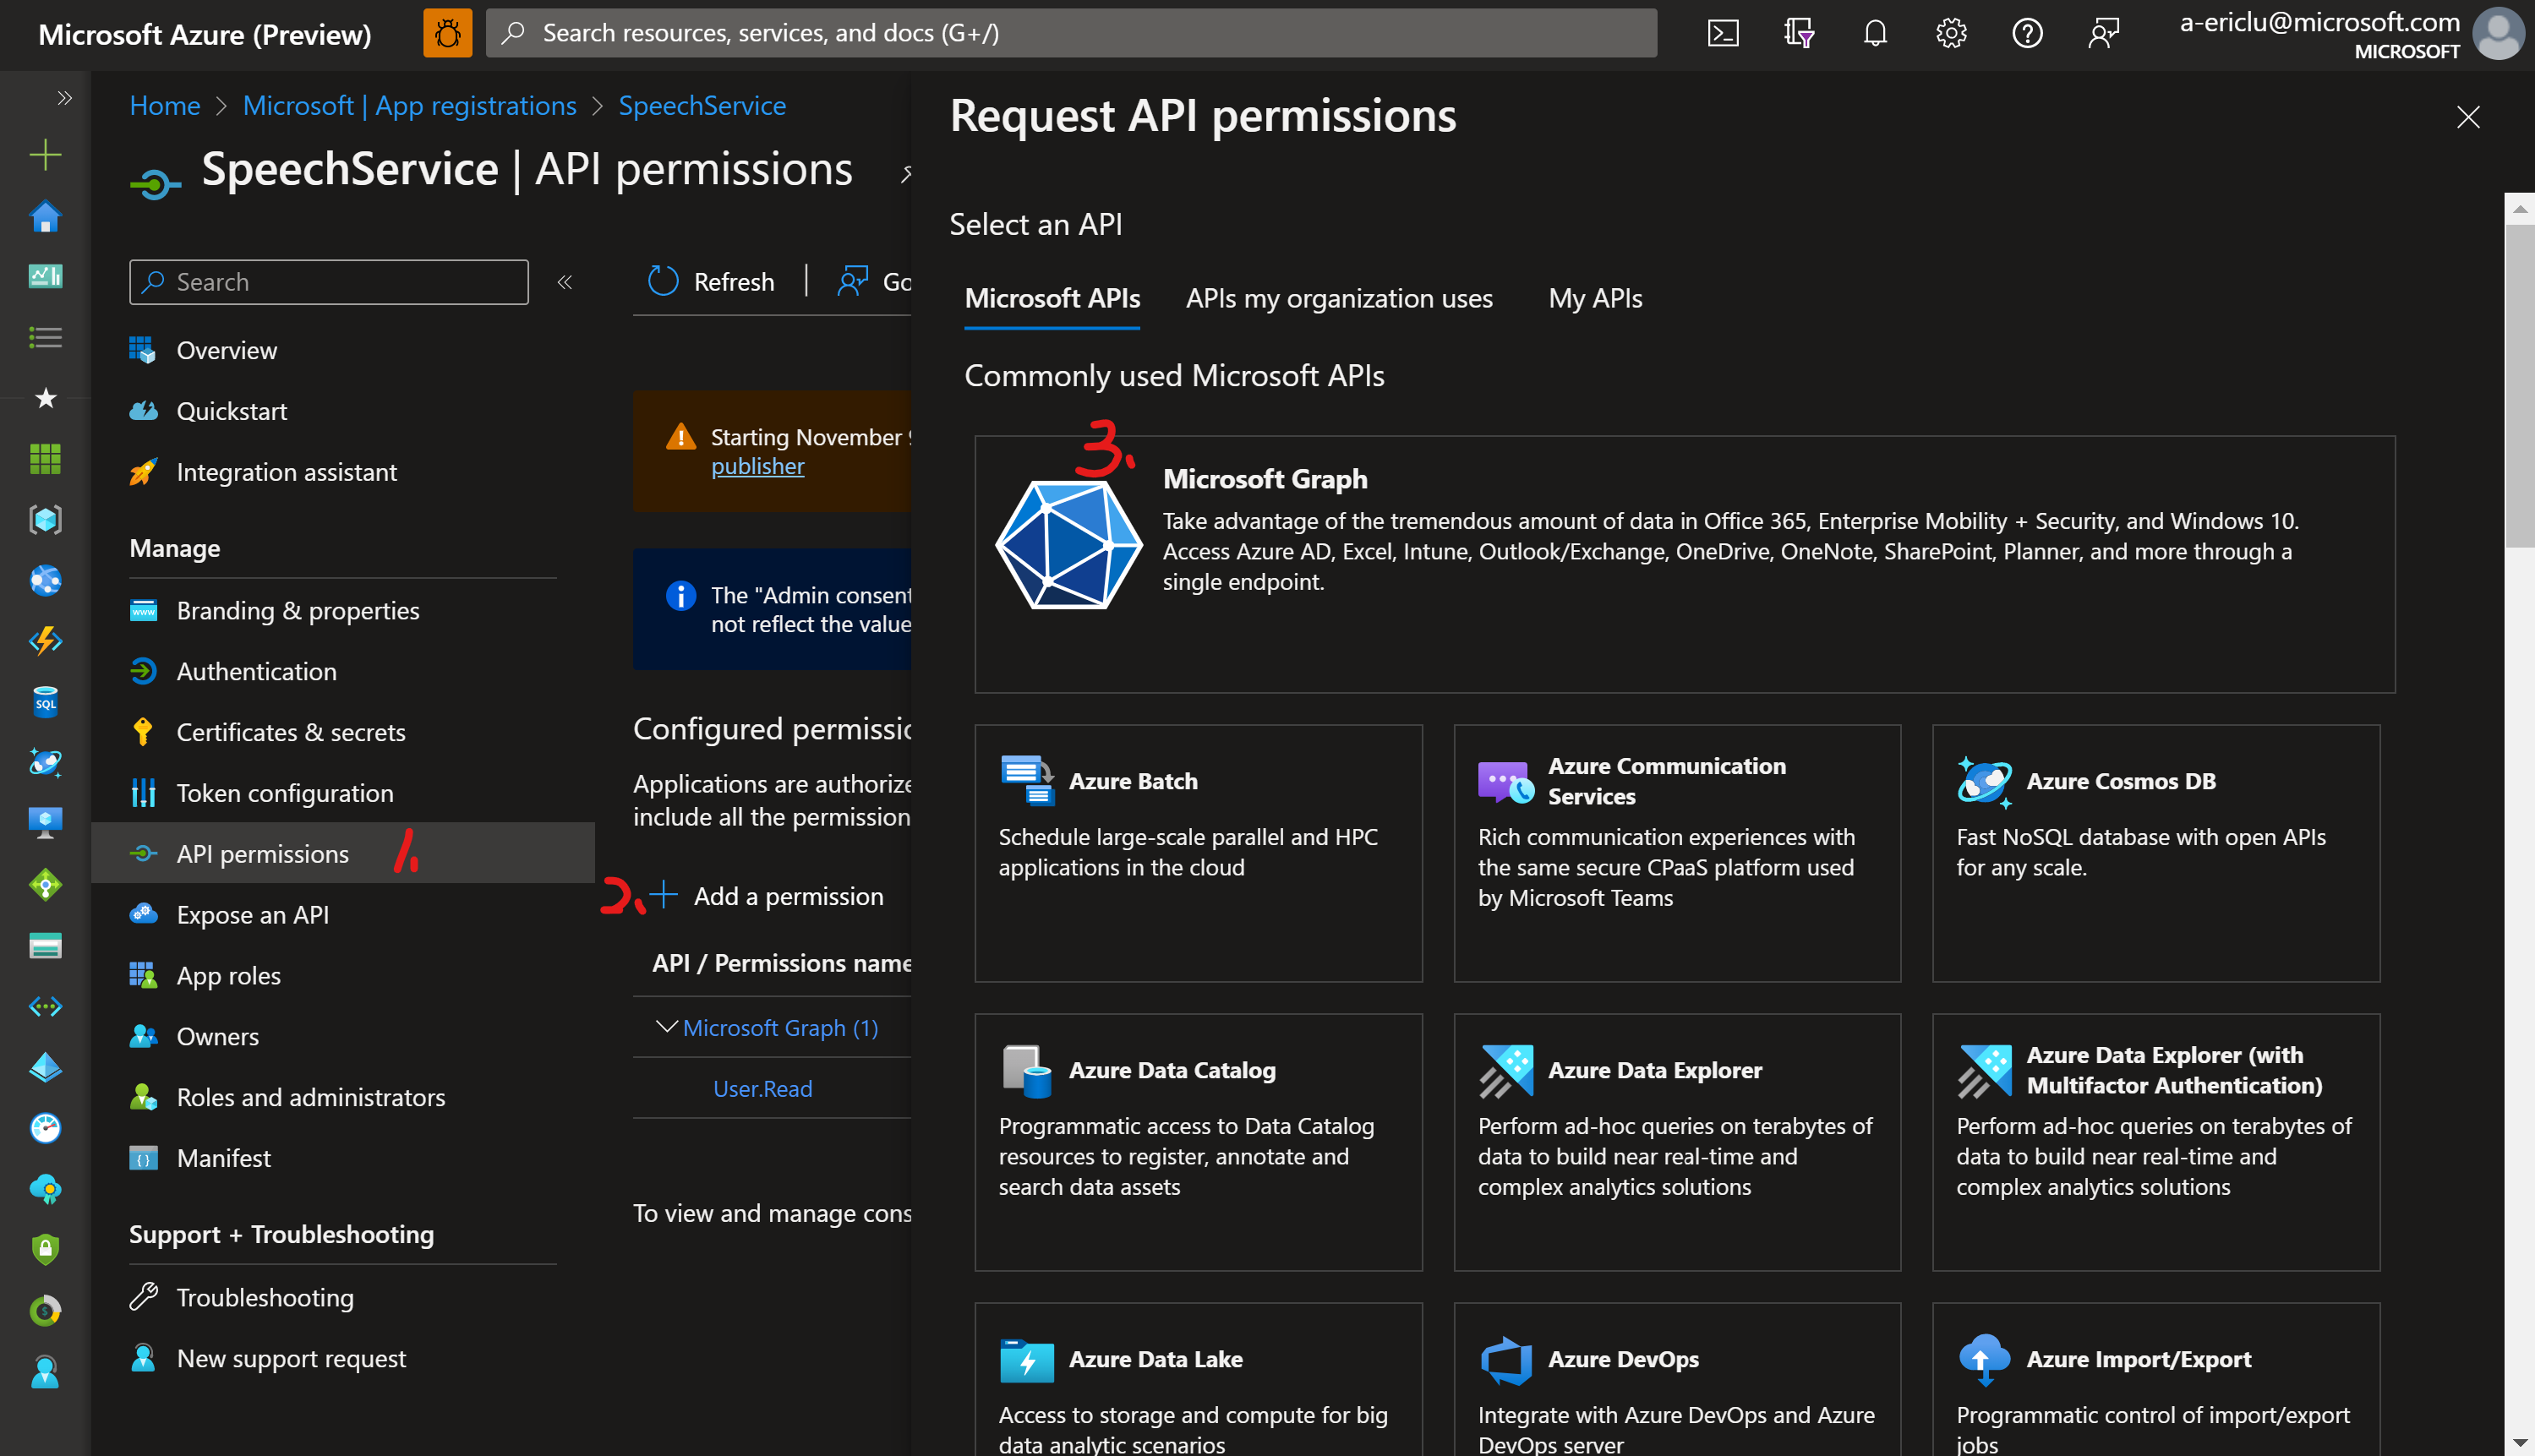 Microsoft Azure (Preview)
Search resources, services, and docs (G+/)
a-ericlu@microsoft.com
MICROSOFT
Home > Microsoft | App registrations > SpeechService
SpeechService | API permissions
Search
Overview
Quickstart
Integration assistant
Manage
Branding & properties
Authentication
Certificates & secrets
Token configuration
API permissions 1.
Expose an API
App roles
Owners
Roles and administrators
Manifest
Support + Troubleshooting
Troubleshooting
New support request
SQL
www
Refresh
Go
Starting November 9
publisher
The "Admin consent
not reflect the value
Configured permissio
Applications are authorize
include all the permission
2. Add a permission
API / Permissions name
Microsoft Graph (1)
User.Read
To view and manage cons
Request API permissions
Select an API
Microsoft APIs APIs my organization uses My APIs
Commonly used Microsoft APIs
3.
Microsoft Graph
Take advantage of the tremendous amount of data in Office 365, Enterprise Mobility + Security, and Windows 10.
Access Azure AD, Excel, Intune, Outlook/Exchange, OneDrive, OneNote, SharePoint, Planner, and more through a
single endpoint.
Azure Batch
Schedule large-scale parallel and HPC
applications in the cloud
Azure Communication
Services
Rich communication experiences with
the same secure CPaaS platform used
by Microsoft Teams
Azure Cosmos DB
Fast NoSQL database with open APIs
for any scale.
Azure Data Catalog
Programmatic access to Data Catalog
resources to register, annotate and
search data assets
Azure Data Explorer
Perform ad-hoc queries on terabytes of
data to build near real-time and
complex analytics solutions
Azure Data Explorer (with
Multifactor Authentication)
Perform ad-hoc queries on terabytes of
data to build near real-time and
complex analytics solutions
Azure Data Lake
Access to storage and compute for big
data analytic scenarios
Azure DevOps
Integrate with Azure DevOps and Azure
DevOps server
Azure Import/Export
Programmatic control of import/export
jobs